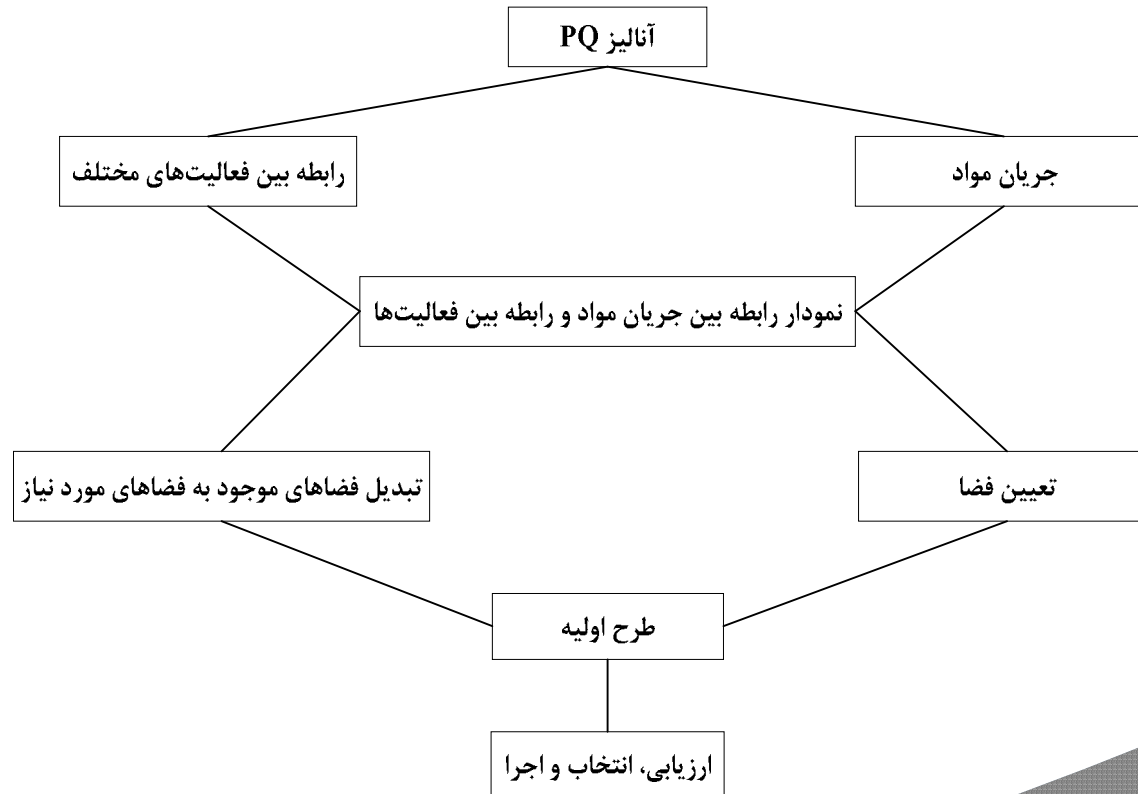 آنالیز PQ
جریان مواد
رابطه بین فعالیت‌های مختلف
نمودار رابطه بین جریان مواد و رابطه بین فعالیت‌ها
تعیین فضا
تبدیل فضاهای موجود به فضاهای مورد نیاز
طرح اولیه
ارزیابی، انتخاب و اجرا